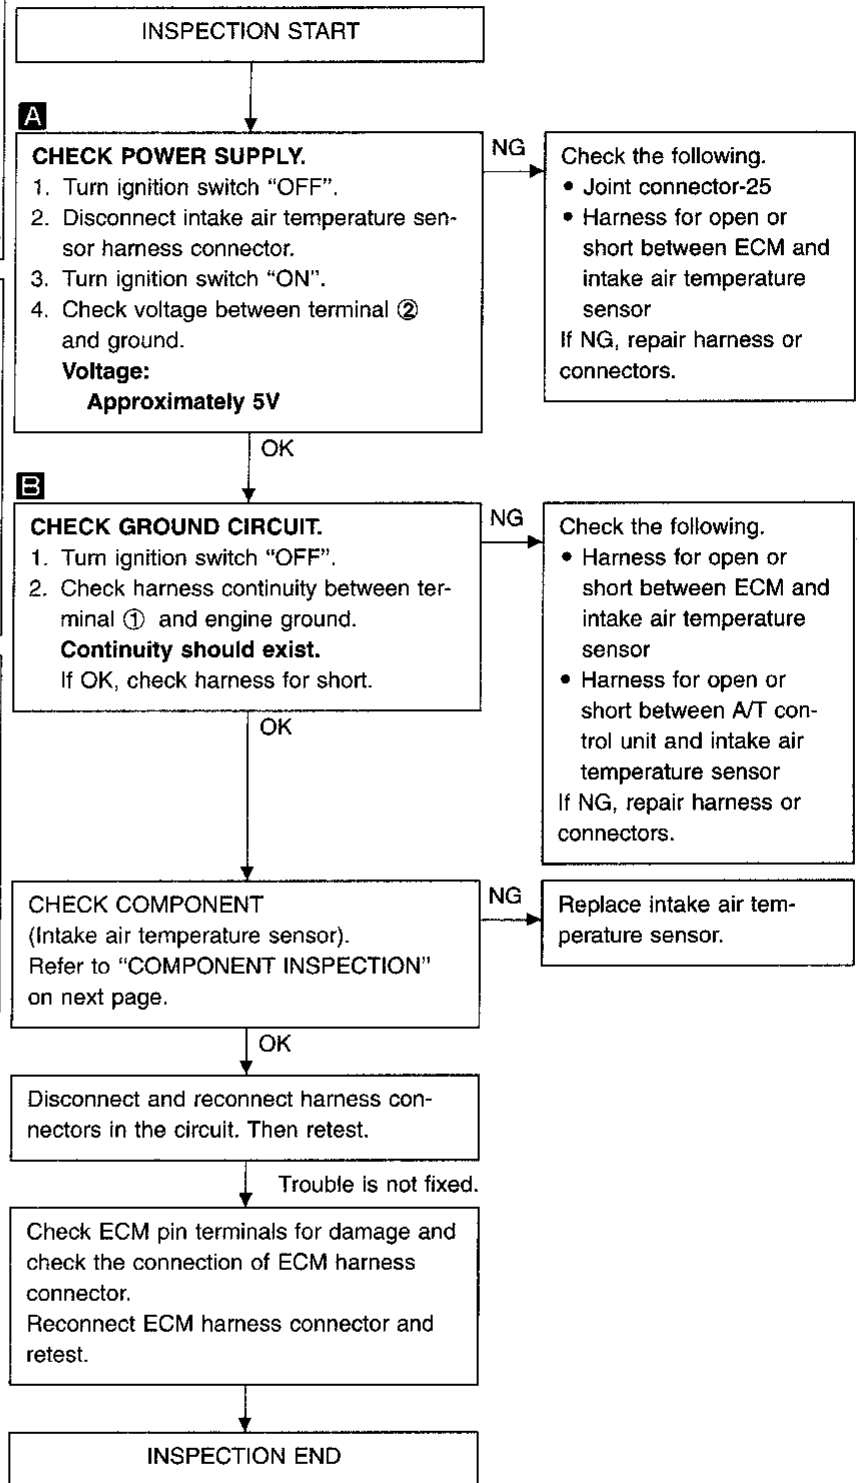 INSPECTION START
A
CHECK POWER SUPPLY.
1. Turn ignition switch “OFF”.
2. Disconnect intake air temperature sen-
sor harness connector.
3. Turn ignition switch “ON”.
4. Check voltage between terminal ②
and ground.
Voltage:
Approximately 5V
NG
Check the following.
• Joint connector-25
• Harness for open or
short between ECM and
intake air temperature
sensor
If NG, repair harness or
connectors.
OK
B
CHECK GROUND CIRCUIT.
1. Turn ignition switch “OFF”.
2. Check harness continuity between ter-
minal ① and engine ground.
Continuity should exist.
If OK, check harness for short.
NG
Check the following.
• Harness for open or
short between ECM and
intake air temperature
sensor
• Harness for open or
short between A/T con-
trol unit and intake air
temperature sensor
If NG, repair harness or
connectors.
OK
CHECK COMPONENT
(Intake air temperature sensor).
Refer to “COMPONENT INSPECTION”
on next page.
NG
Replace intake air tem-
perature sensor.
OK
Disconnect and reconnect harness con-
nectors in the circuit. Then retest.
Trouble is not fixed.
Check ECM pin terminals for damage and
check the connection of ECM harness
connector.
Reconnect ECM harness connector and
retest.
INSPECTION END